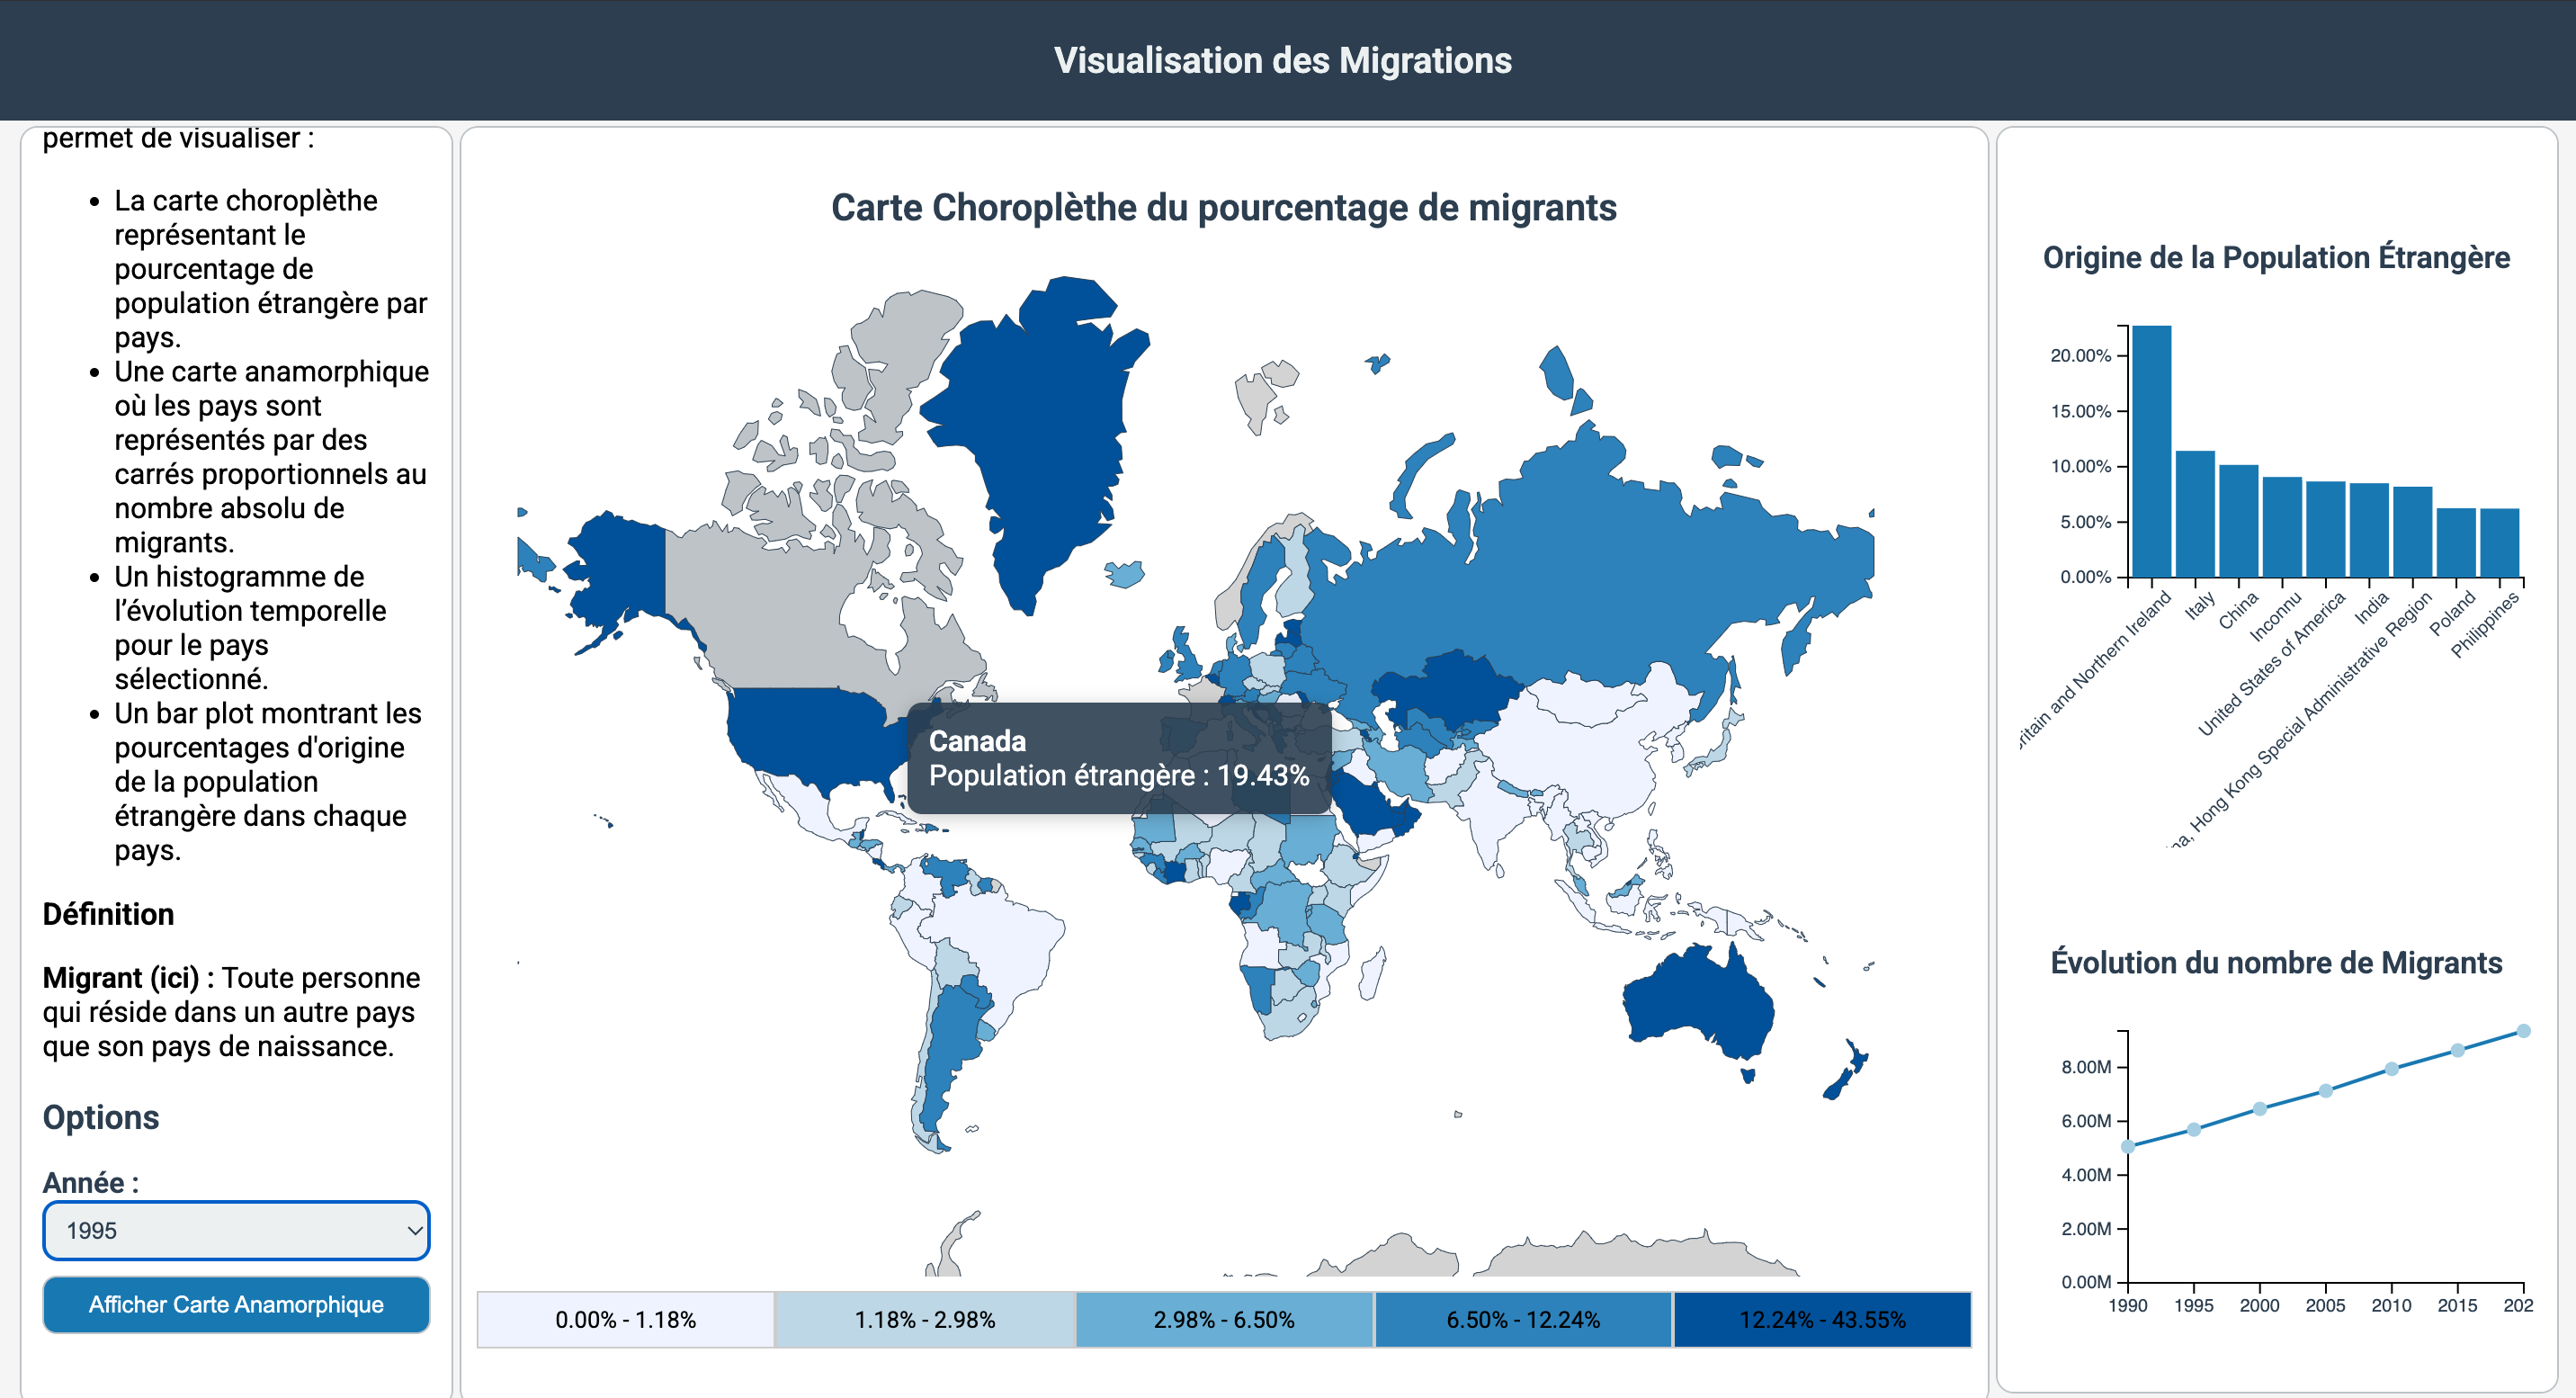 Visualisation des Migrations
permet de visualiser :
• La carte choroplèthe
représentant le
pourcentage de
population étrangère par
pays.
• Une carte anamorphique
où les pays sont
représentés par des
carrés proportionnels au
nombre absolu de
migrants.
• Un histogramme de
l’évolution temporelle
pour le pays
sélectionné.
• Un bar plot montrant les
pourcentages d'origine
de la population
étrangère dans chaque
pays.
Définition
Migrant (ici) : Toute personne
qui réside dans un autre pays
que son pays de naissance.
Options
Année :
1995
Afficher Carte Anamorphique
Carte Choroplèthe du pourcentage de migrants
Canada
Population étrangère : 19.43%
0.00% - 1.18%
1.18% - 2.98%
2.98% - 6.50%
6.50% - 12.24%
12.24% - 43.55%
Origine de la Population Étrangère
20.00%
15.00%
10.00%
5.00%
0.00%
ritain and Northern Ireland
Italy
China
Inconnu
United States of America
India
na, Hong Kong Special Administrative Region
Poland
Philippines
Évolution du nombre de Migrants
8.00M
6.00M
4.00M
2.00M
0.00M
1990
1995
2000
2005
2010
2015
202